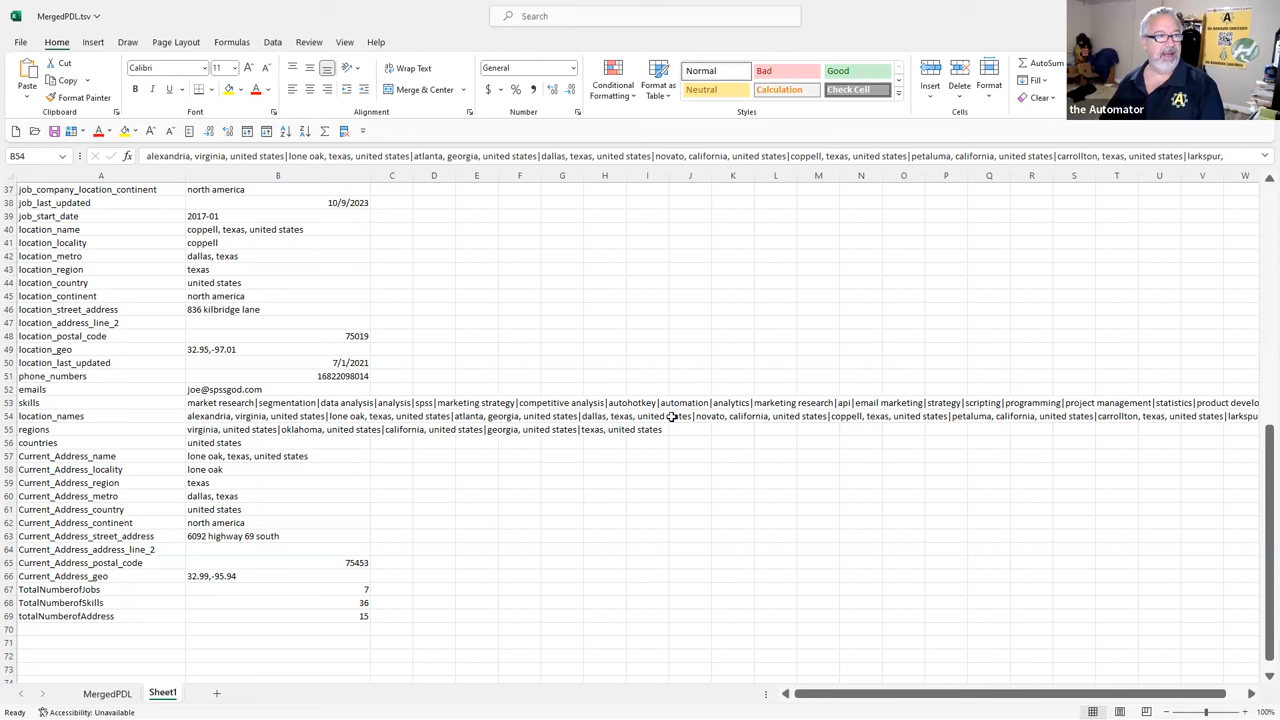 MergedPDL.tsv
Search
File Home Insert Draw Page Layout Formulas Data Review View Help
Cut
Copy
Format Painter
Paste
Clipboard
Calibri 11
Font
Wrap Text
Merge & Center
Alignment
General
Number
Conditional Formatting
Format as Table
Normal Bad Good
Neutral Calculation Check Cell
Styles
Insert Delete Format
Cells
AutoSum
Fill
Clear
the Automator
B54 fx alexandria, virginia, united states|lone oak, texas, united states|atlanta, georgia, united states|dallas, texas, united states|novato, california, united states|coppell, texas, united states|petaluma, california, united states|carrollton, texas, united states|larkspur,
A B C D E F G H I J K L M N O P Q R S T U V W
37 job_company_location_continent north america
38 job_last_updated 10/9/2023
39 job_start_date 2017-01
40 location_name coppell, texas, united states
41 location_locality coppell
42 location_metro dallas, texas
43 location_region texas
44 location_country united states
45 location_continent north america
46 location_street_address 836 kilbridge lane
47 location_address_line_2
48 location_postal_code 75019
49 location_geo 32.95,-97.01
50 location_last_updated 7/1/2021
51 phone_numbers 16822098014
52 emails joe@spssgod.com
53 skills market research|segmentation|data analysis|analysis|spss|marketing strategy|competitive analysis|autohotkey|automation|analytics|marketing research|api|email marketing|strategy|scripting|programming|project management|statistics|product develo
54 location_names alexandria, virginia, united states|lone oak, texas, united states|atlanta, georgia, united states|dallas, texas, united states|novato, california, united states|coppell, texas, united states|petaluma, california, united states|carrollton, texas, united states|larkspu
55 regions virginia, united states|oklahoma, united states|california, united states|georgia, united states|texas, united states
56 countries united states
57 Current_Address_name lone oak, texas, united states
58 Current_Address_locality lone oak
59 Current_Address_region texas
60 Current_Address_metro dallas, texas
61 Current_Address_country united states
62 Current_Address_continent north america
63 Current_Address_street_address 6092 highway 69 south
64 Current_Address_address_line_2
65 Current_Address_postal_code 75453
66 Current_Address_geo 32.99,-95.94
67 TotalNumberofJobs 7
68 TotalNumberofSkills 36
69 totalNumberofAddress 15
70
71
72
73
MergedPDL Sheet1
Ready Accessibility: Unavailable 100%